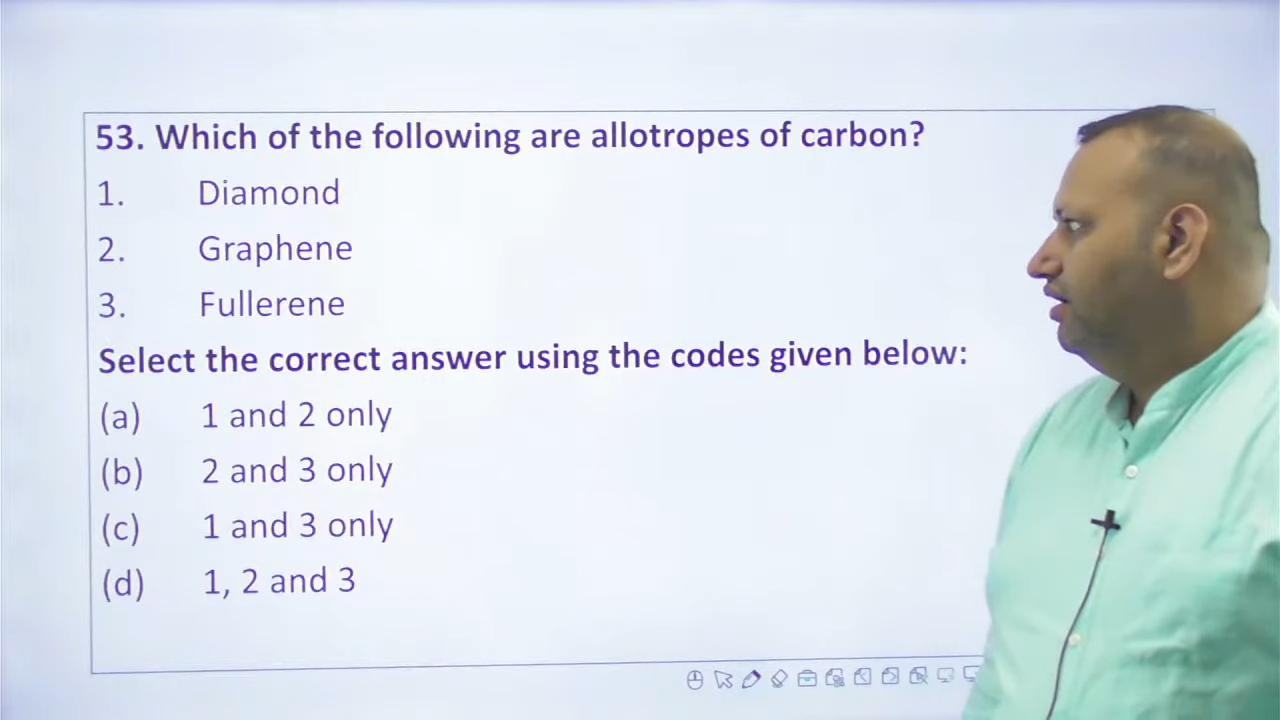 53. Which of the following are allotropes of carbon?
1. Diamond
2. Graphene
3. Fullerene
Select the correct answer using the codes given below:
(a) 1 and 2 only
(b) 2 and 3 only
(c) 1 and 3 only
(d) 1, 2 and 3